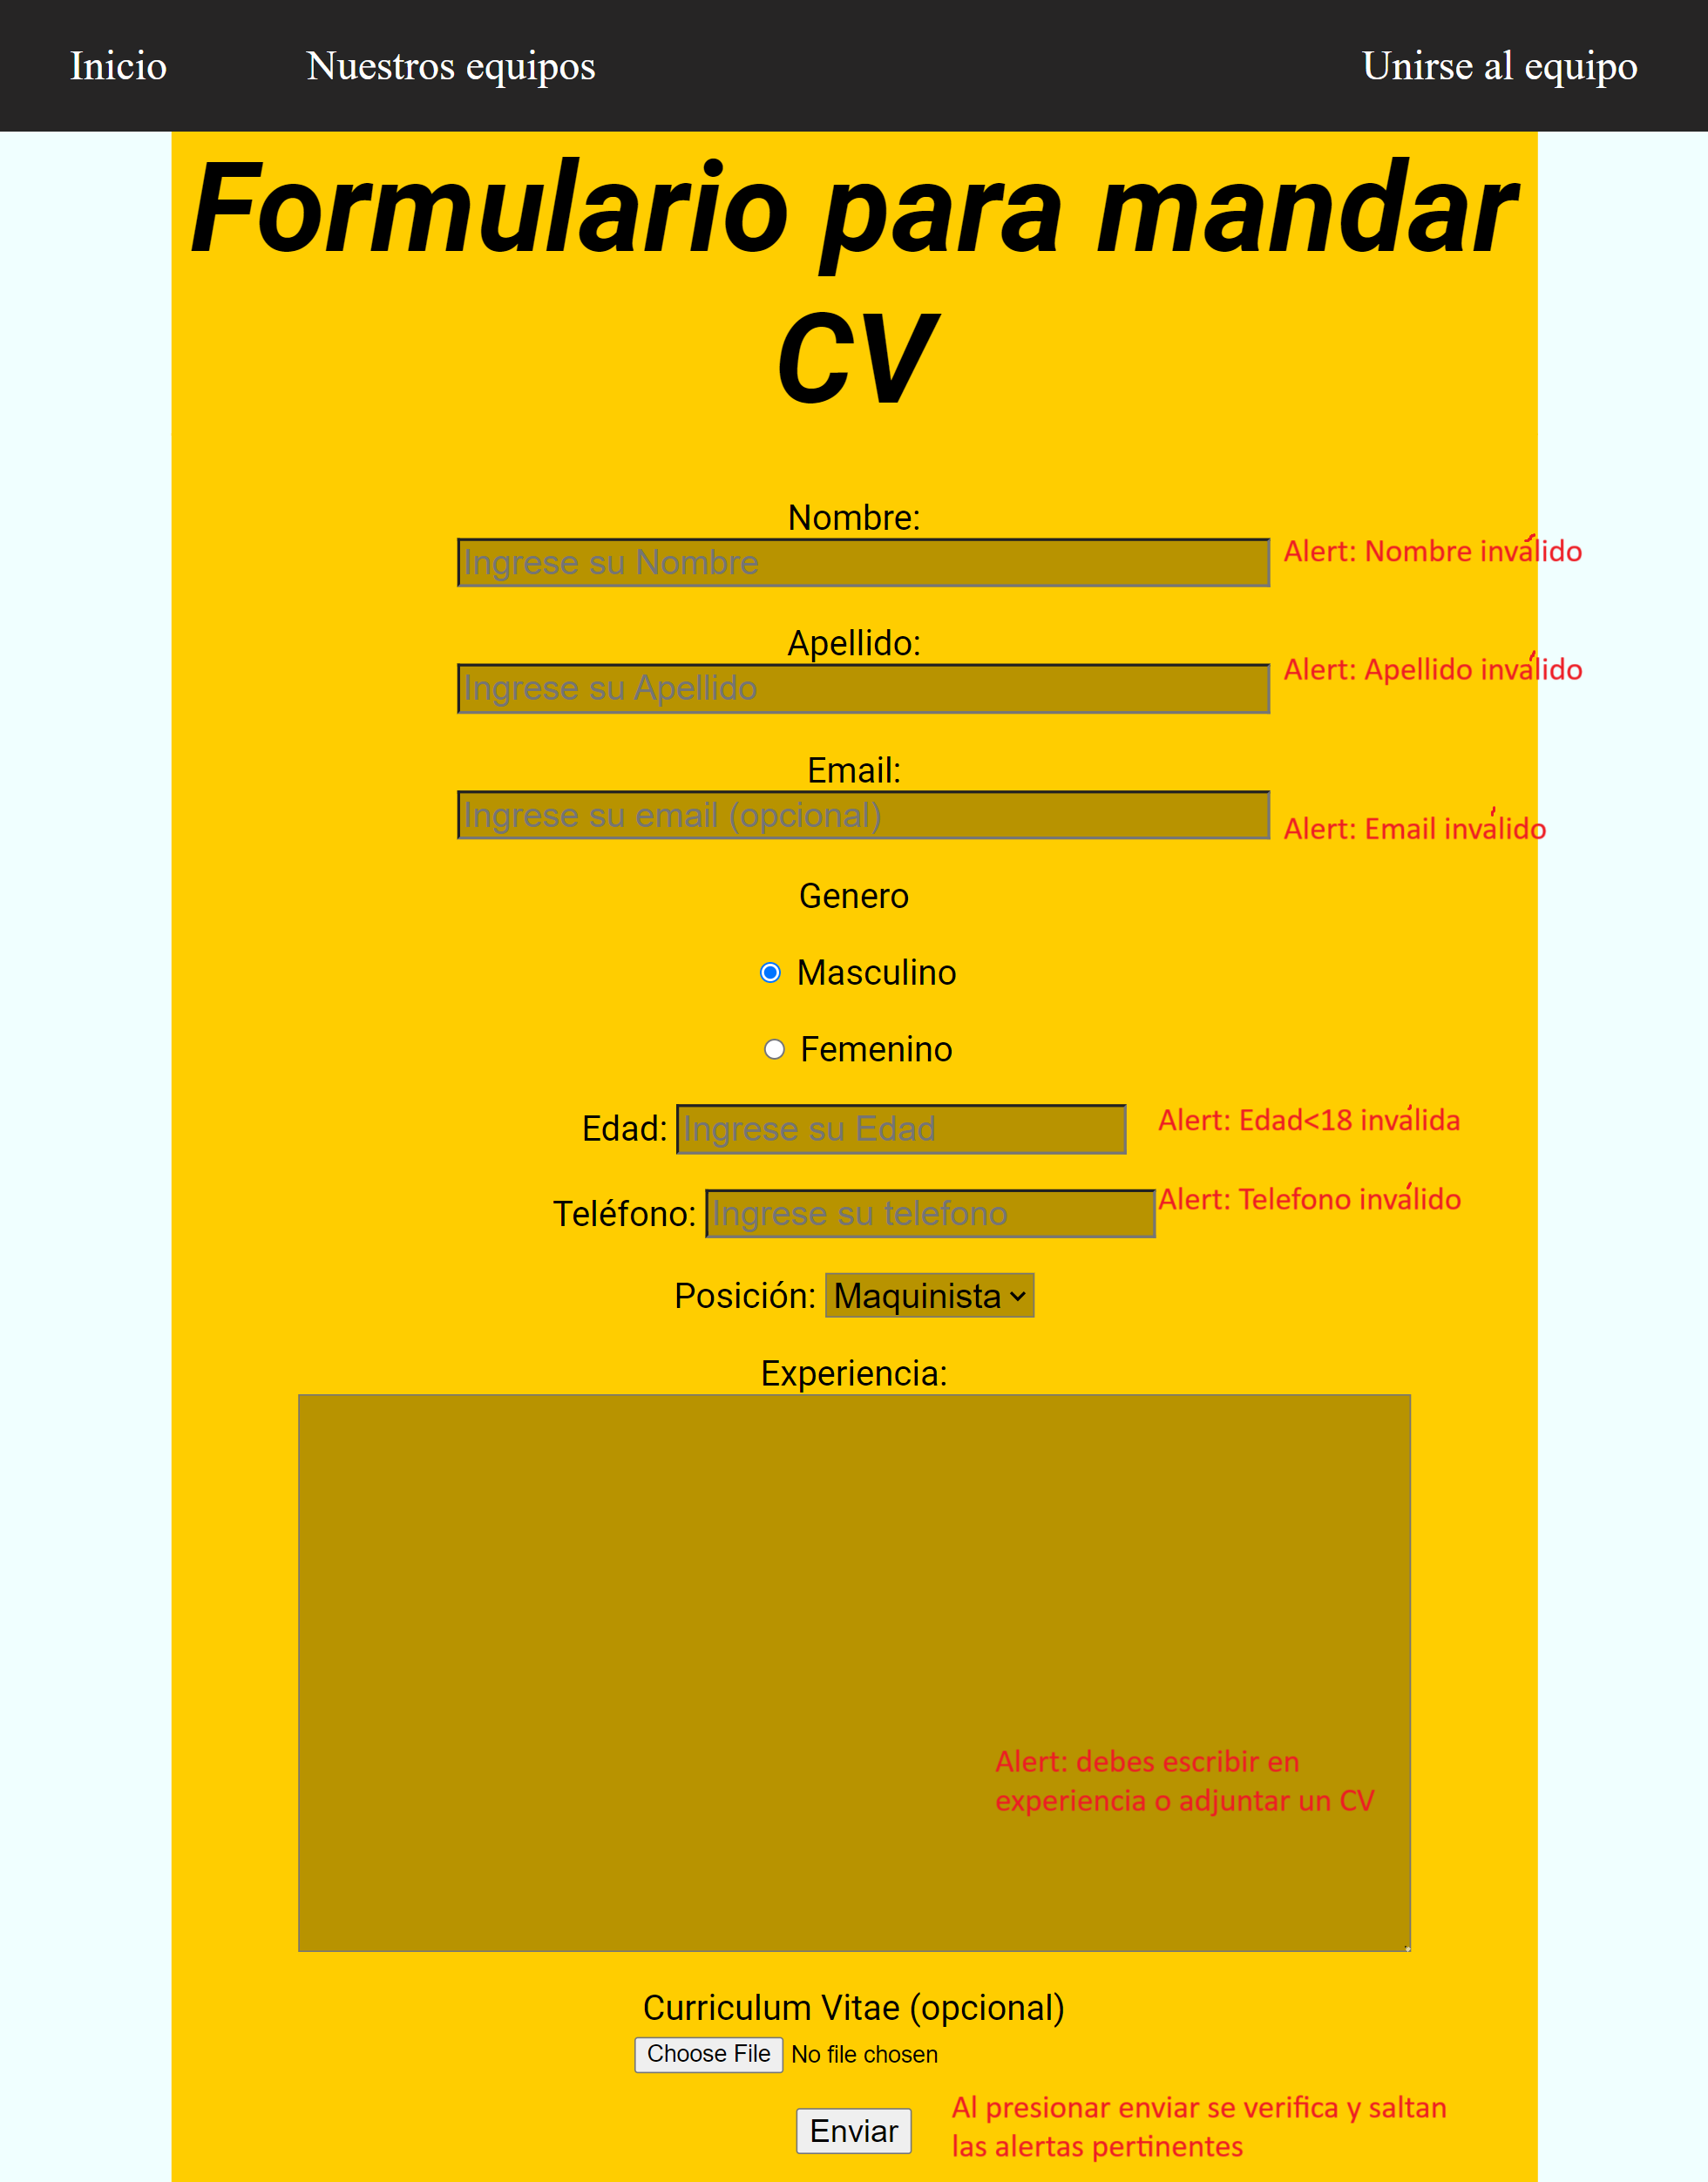 Inicio Nuestros equipos Unirse al equipo
Formulario para mandar
CV
Nombre:
Ingrese su Nombre
Alert: Nombre inválido
Apellido:
Ingrese su Apellido
Alert: Apellido inválido
Email:
Ingrese su email (opcional)
Alert: Email inválido
Genero
Masculino
Femenino
Edad: Ingrese su Edad
Alert: Edad<18 inválida
Teléfono: Ingrese su telefono
Alert: Telefono inválido
Posición: Maquinista
Experiencia:
Alert: debes escribir en
experiencia o adjuntar un CV
Curriculum Vitae (opcional)
Choose File No file chosen
Enviar
Al presionar enviar se verifica y saltan
las alertas pertinentes